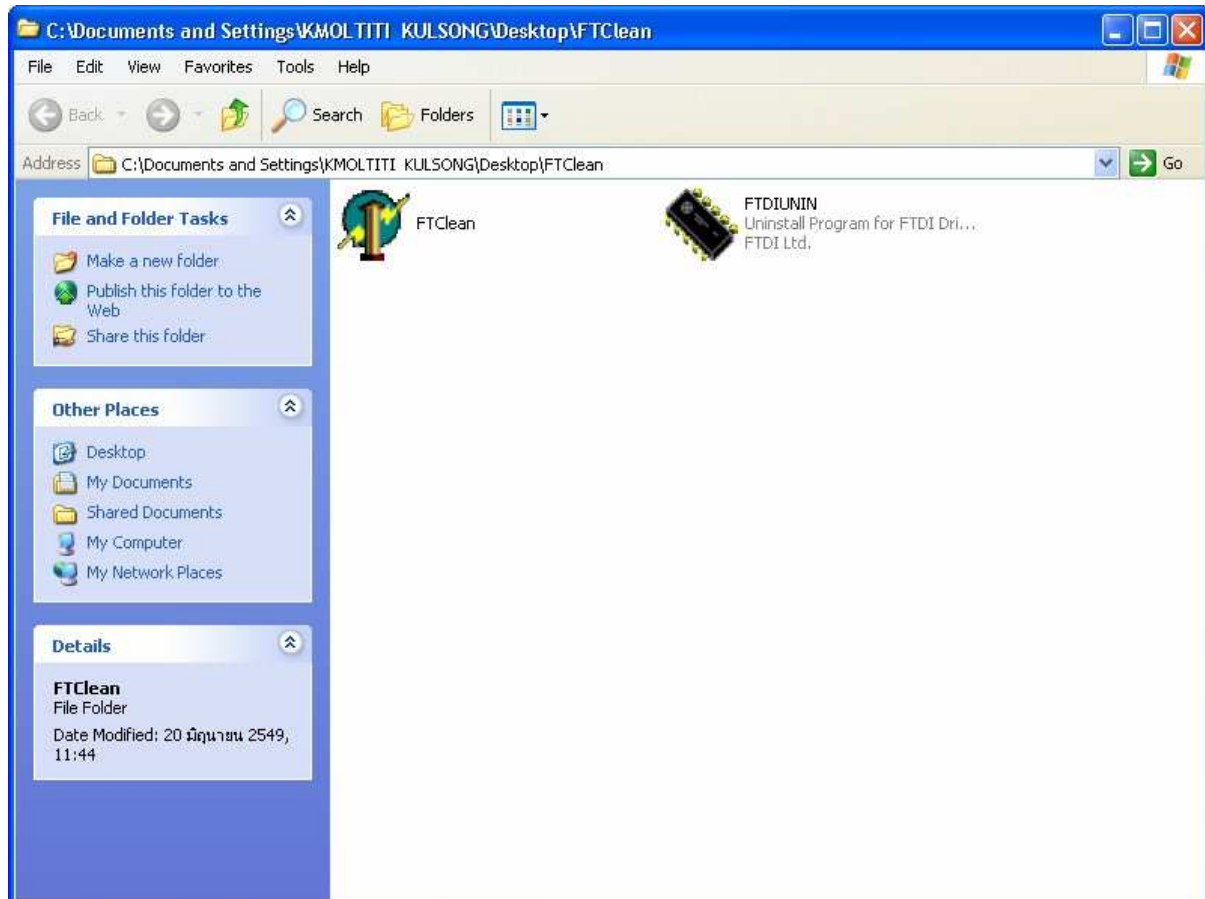 C:\Documents and Settings\KMOLTITI KULSONG\Desktop\FTClean
File Edit View Favorites Tools Help
Back Search Folders
Address C:\Documents and Settings\KMOLTITI KULSONG\Desktop\FTClean Go
File and Folder Tasks
Make a new folder
Publish this folder to the
Web
Share this folder
Other Places
Desktop
My Documents
Shared Documents
My Computer
My Network Places
Details
FTClean
File Folder
Date Modified: 20 มิถุนายน 2549,
11:44
FTClean
FTDIUNIN
Uninstall Program for FTDI Dri...
FTDI Ltd.